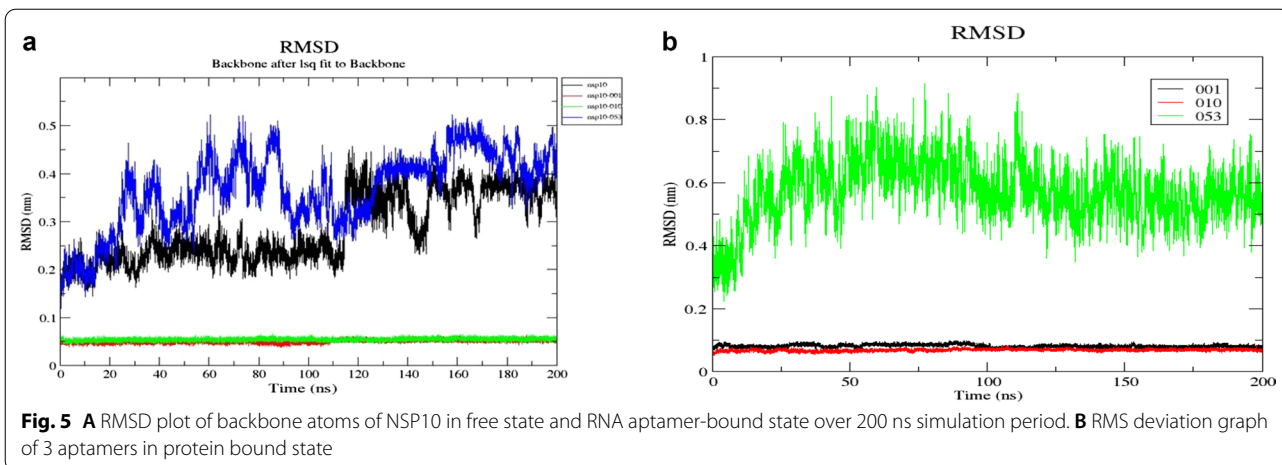 a
RMSD
Backbone after lsq fit to Backbone
nsp10
nsp10-001
nsp10-010
nsp10-053
RMSD (nm)
0.5
0.4
0.3
0.2
0.1
0
0 20 40 60 80 100 120 140 160 180 200
Time (ns)
b
RMSD
001
010
053
RMSD (nm)
1
0.8
0.6
0.4
0.2
0
0 50 100 150 200
Time (ns)
Fig. 5 A RMSD plot of backbone atoms of NSP10 in free state and RNA aptamer-bound state over 200 ns simulation period. B RMS deviation graph
of 3 aptamers in protein bound state